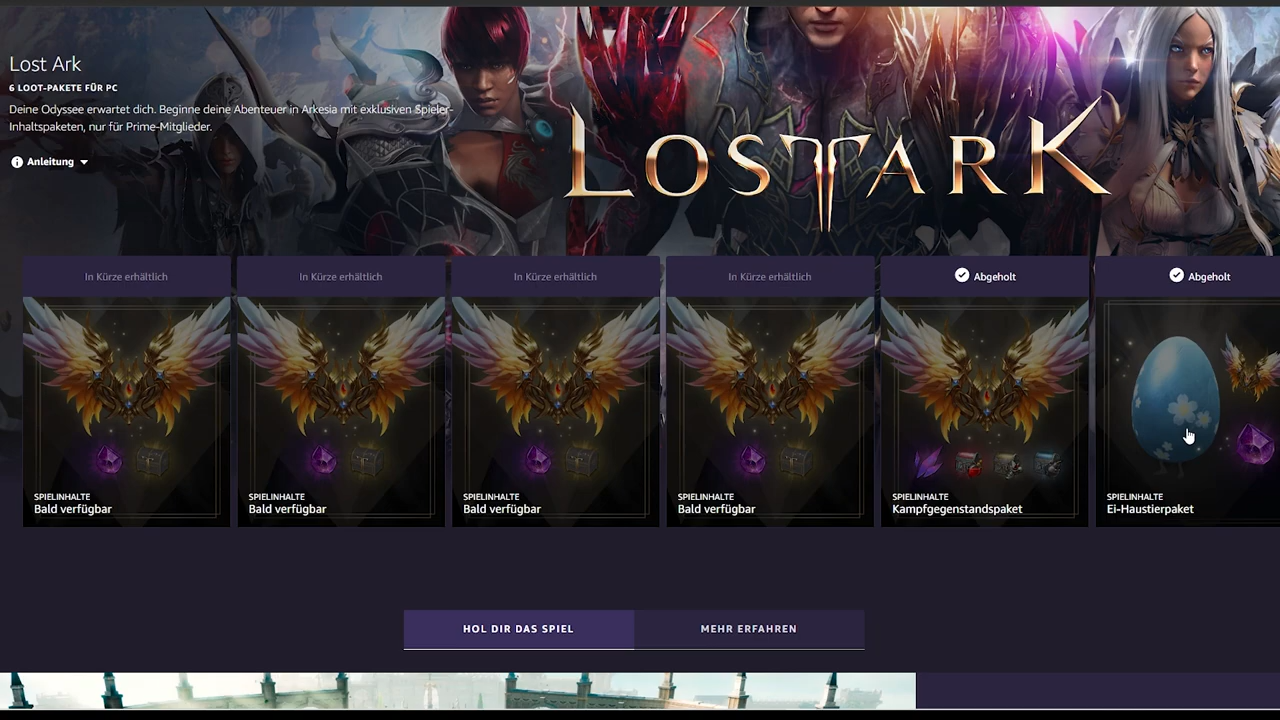 Lost Ark
6 LOOT-PAKETE FÜR PC
Deine Odyssee erwartet dich. Beginne deine Abenteuer in Arkesia mit exklusiven Spieler-
Inhaltspaketen, nur für Prime-Mitglieder.
Anleitung
LOST ARK
In Kürze erhältlich
In Kürze erhältlich
In Kürze erhältlich
In Kürze erhältlich
Abgeholt
Abgeholt
SPIELINHALTE
Bald verfügbar
SPIELINHALTE
Bald verfügbar
SPIELINHALTE
Bald verfügbar
SPIELINHALTE
Bald verfügbar
SPIELINHALTE
Kampfgegenstandspaket
SPIELINHALTE
Ei-Haustierpaket
HOL DIR DAS SPIEL
MEHR ERFAHREN